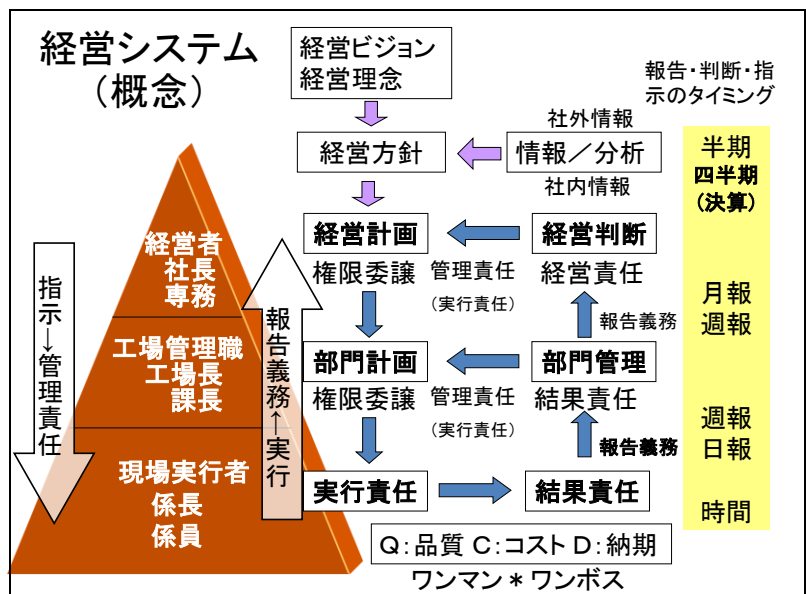 経営システム
（概念）
経営ビジョン
経営理念
報告・判断・指
示のタイミング
社外情報
経営方針
情報／分析
社内情報
半期
四半期
（決算）
経営計画
経営判断
権限委譲
管理責任
（実行責任）
経営責任
月報
週報
報告義務
部門計画
部門管理
権限委譲
管理責任
（実行責任）
結果責任
週報
日報
報告義務
実行責任
結果責任
時間
Q：品質 C：コスト D：納期
ワンマン＊ワンボス
指示→管理責任
報告義務←実行
経営者
社長
専務
工場管理職
工場長
課長
現場実行者
係長
係員